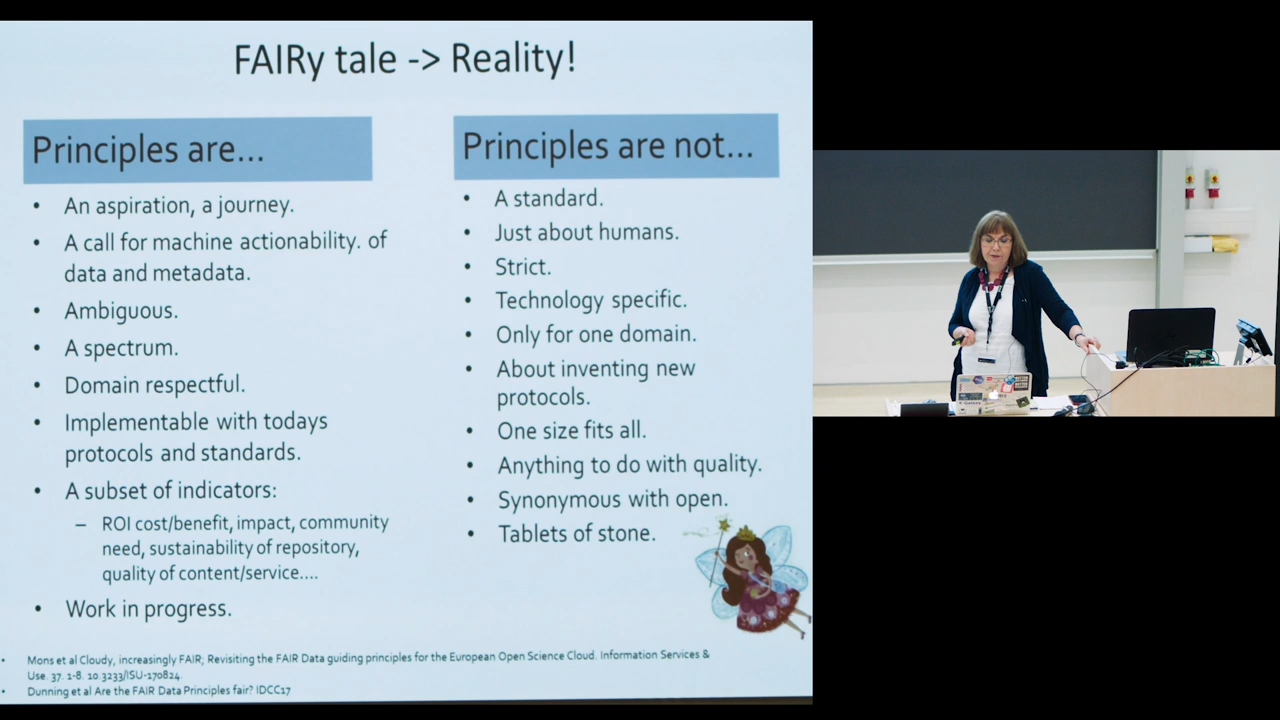 FAIRy tale -> Reality!
Principles are...
• An aspiration, a journey.
• A call for machine actionability. of
data and metadata.
• Ambiguous.
• A spectrum.
• Domain respectful.
• Implementable with todays
protocols and standards.
• A subset of indicators:
– ROI cost/benefit, impact, community
need, sustainability of repository,
quality of content/service....
• Work in progress.
Principles are not...
• A standard.
• Just about humans.
• Strict.
• Technology specific.
• Only for one domain.
• About inventing new
protocols.
• One size fits all.
• Anything to do with quality.
• Synonymous with open.
• Tablets of stone.
• Mons et al Cloudy, increasingly FAIR; Revisiting the FAIR Data guiding principles for the European Open Science Cloud. Information Services &
Use. 37. 1-8. 10.3233/ISU-170824.
• Dunning et al Are the FAIR Data Principles fair? IDCC17